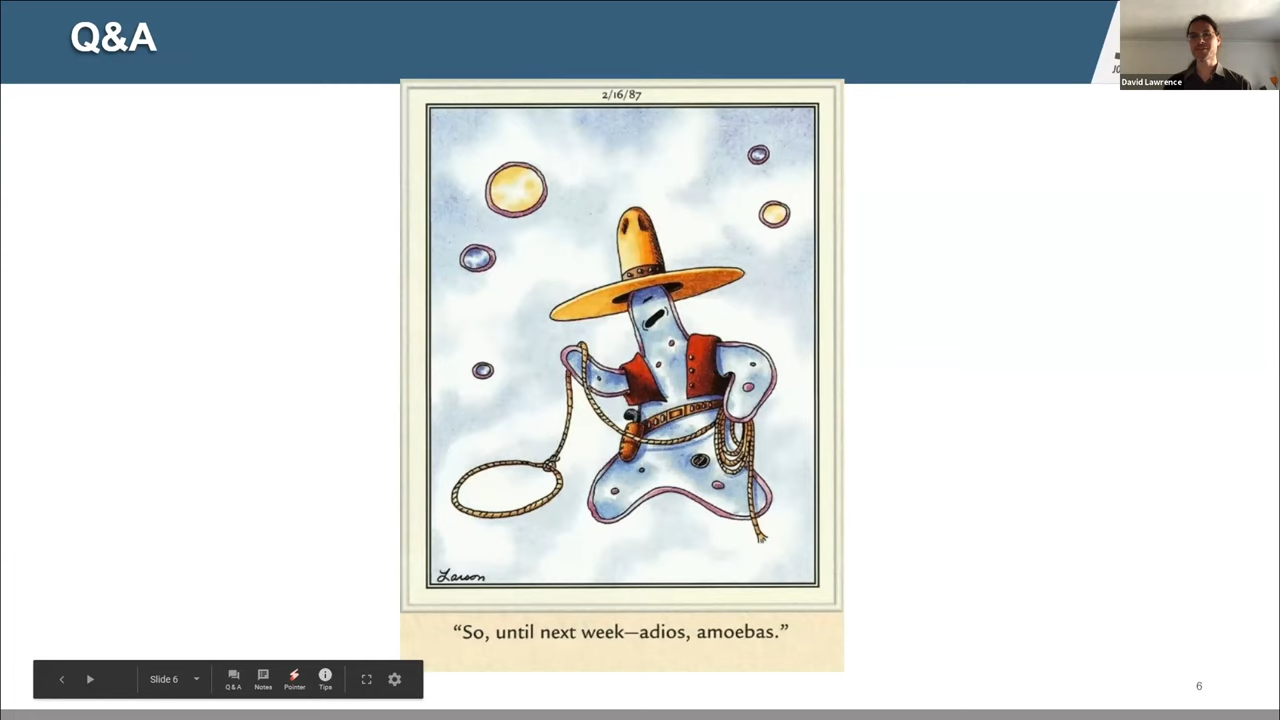 Q&A
David Lawrence
2/16/87
Larson
“So, until next week—adios, amoebas.”
Slide 6
Q&A
Notes
Pointer
Tips
6